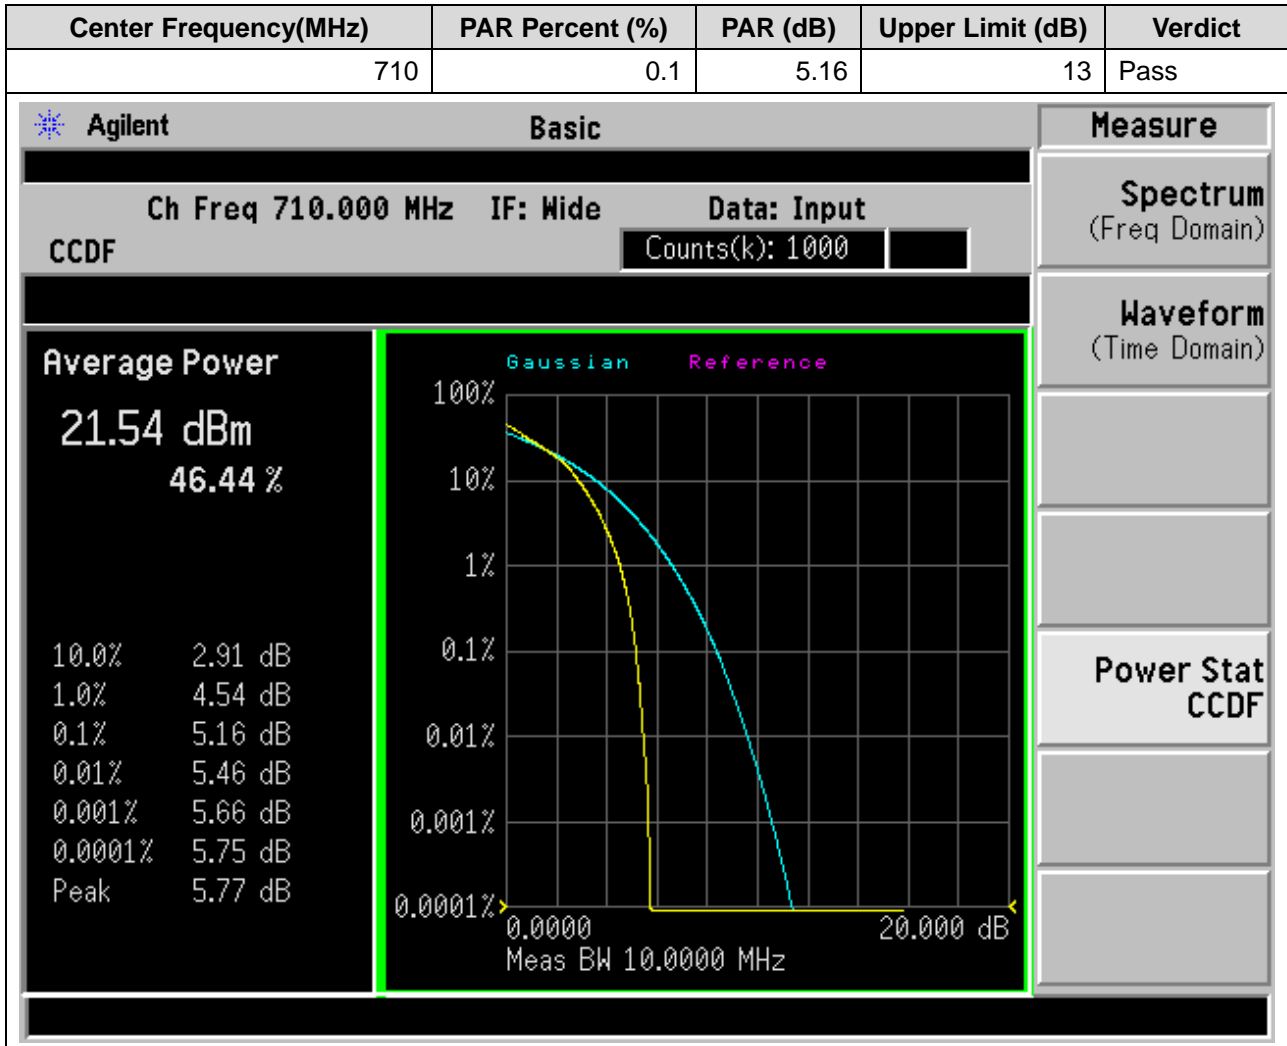 Center Frequency(MHz) PAR Percent (%) PAR (dB) Upper Limit (dB) Verdict
710 0.1 5.16 13 Pass
Agilent Basic Measure
Ch Freq 710.000 MHz IF: Wide Data: Input
CCDF Counts(k): 1000
Spectrum
(Freq Domain)
Waveform
(Time Domain)
Power Stat
CCDF
Average Power
21.54 dBm
46.44 %
10.0% 2.91 dB
1.0% 4.54 dB
0.1% 5.16 dB
0.01% 5.46 dB
0.001% 5.66 dB
0.0001% 5.75 dB
Peak 5.77 dB
Gaussian Reference
100%
10%
1%
0.1%
0.01%
0.001%
0.0001%
0.0000 20.000 dB
Meas BW 10.0000 MHz